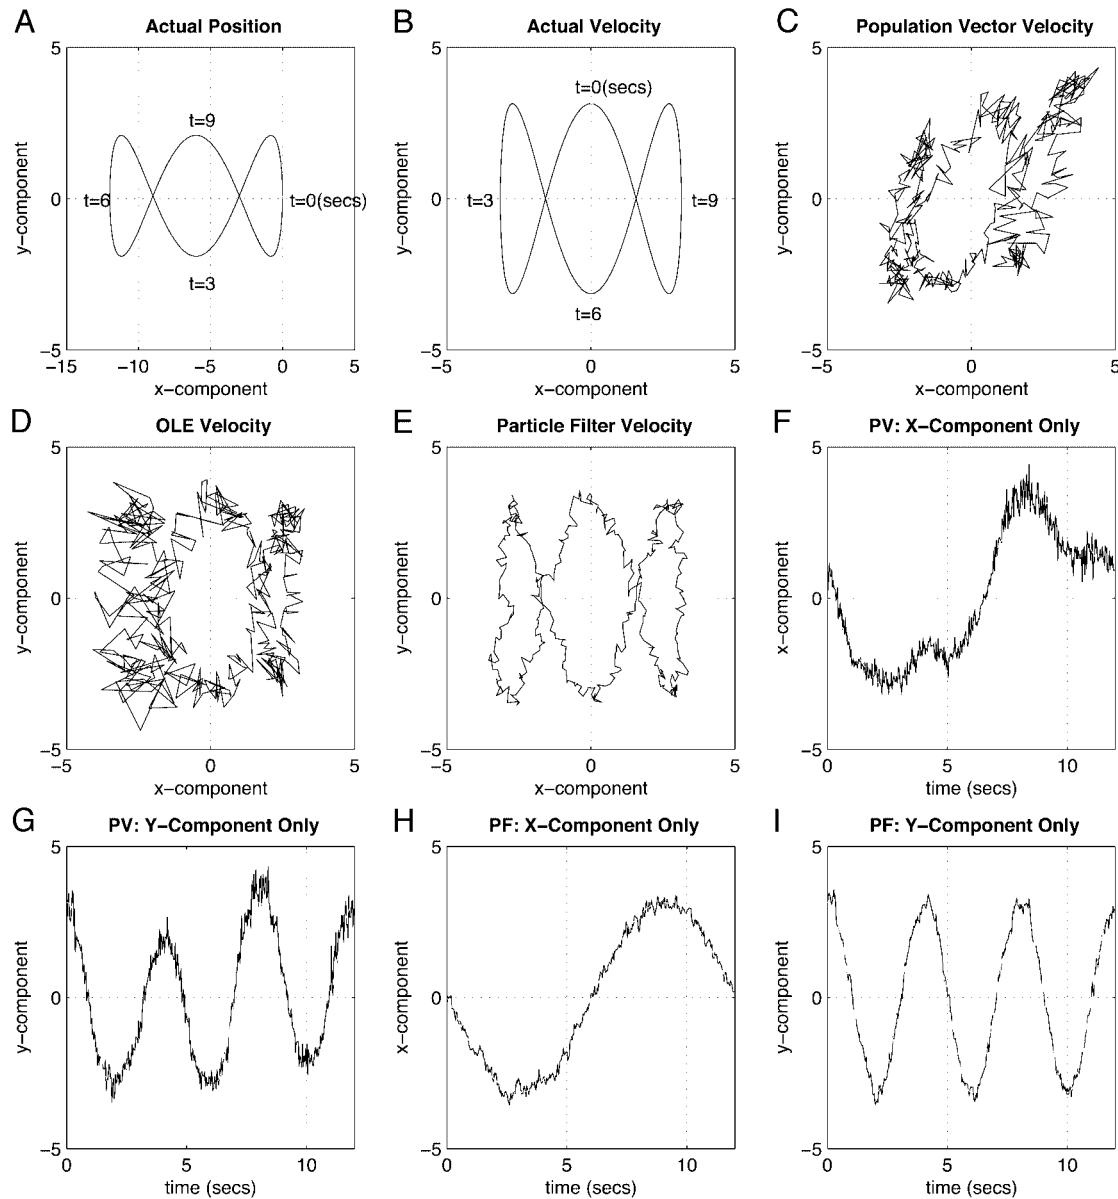 A
Actual Position
5
0
−5
y−component
t=9
t=6
t=0(secs)
t=3
−15
−10
−5
0
5
x−component
B
Actual Velocity
5
0
−5
y−component
t=0(secs)
t=3
t=9
t=6
−5
0
5
x−component
C
Population Vector Velocity
5
0
−5
y−component
0
5
x−component
D
OLE Velocity
5
0
−5
y−component
−5
0
5
x−component
E
Particle Filter Velocity
5
0
−5
y−component
−5
0
5
x−component
F
PV: X−Component Only
5
0
−5
x−component
0
5
10
time (secs)
G
PV: Y−Component Only
5
0
−5
y−component
0
5
10
time (secs)
H
PF: X−Component Only
5
0
−5
x−component
0
5
10
time (secs)
I
PF: Y−Component Only
5
0
−5
y−component
0
5
10
time (secs)